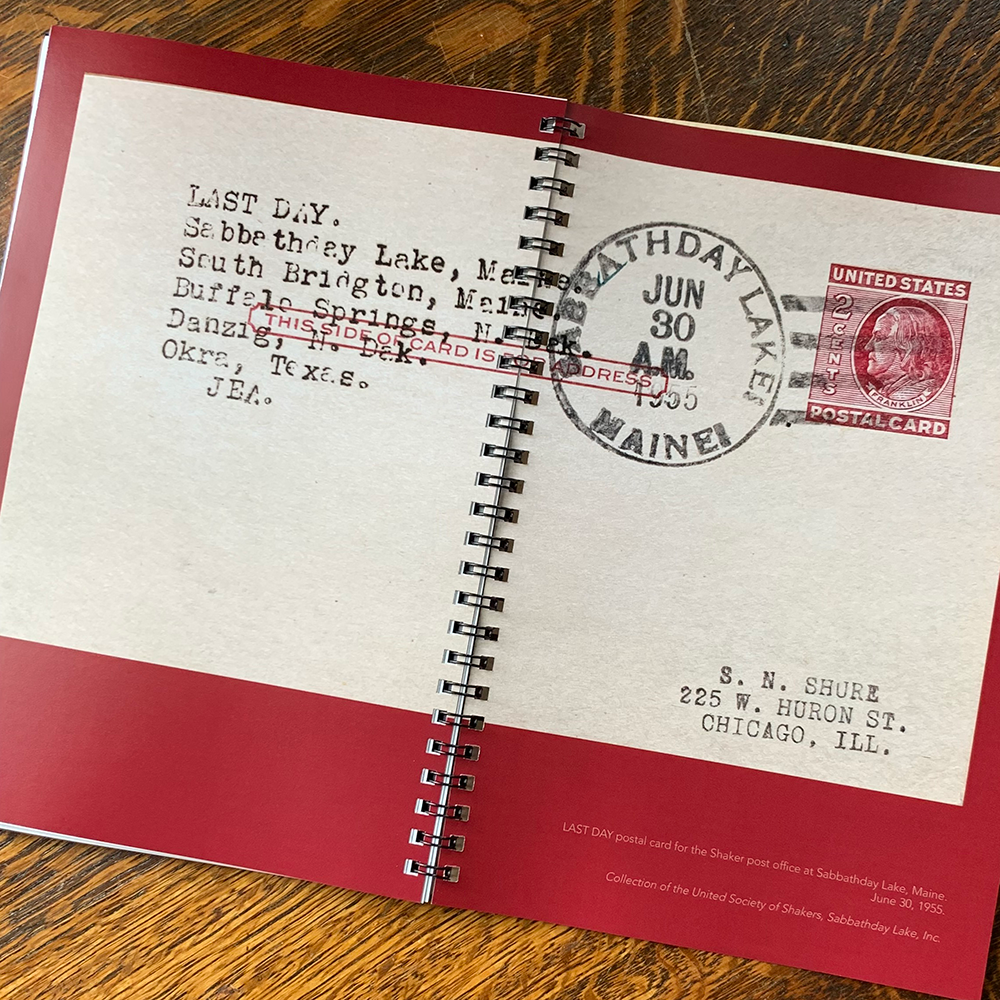 LAST DAY.
Sabbathday Lake, Maine.
South Bridgton, Maine.
Buffalo Springs, N. Dak.
Danzig, N. Dak.
Okra, Texas.
JEA.
THIS SIDE OF CARD IS FOR ADDRESS
SABBATHDAY LAKE
JUN
30
A.M.
1955
MAINE
UNITED STATES
2 CENTS
FRANKLIN
POSTAL CARD
S. N. SHURE
225 W. HURON ST.
CHICAGO, ILL.
LAST DAY postal card for the Shaker post office at Sabbathday Lake, Maine.
June 30, 1955.
Collection of the United Society of Shakers, Sabbathday Lake, Inc.